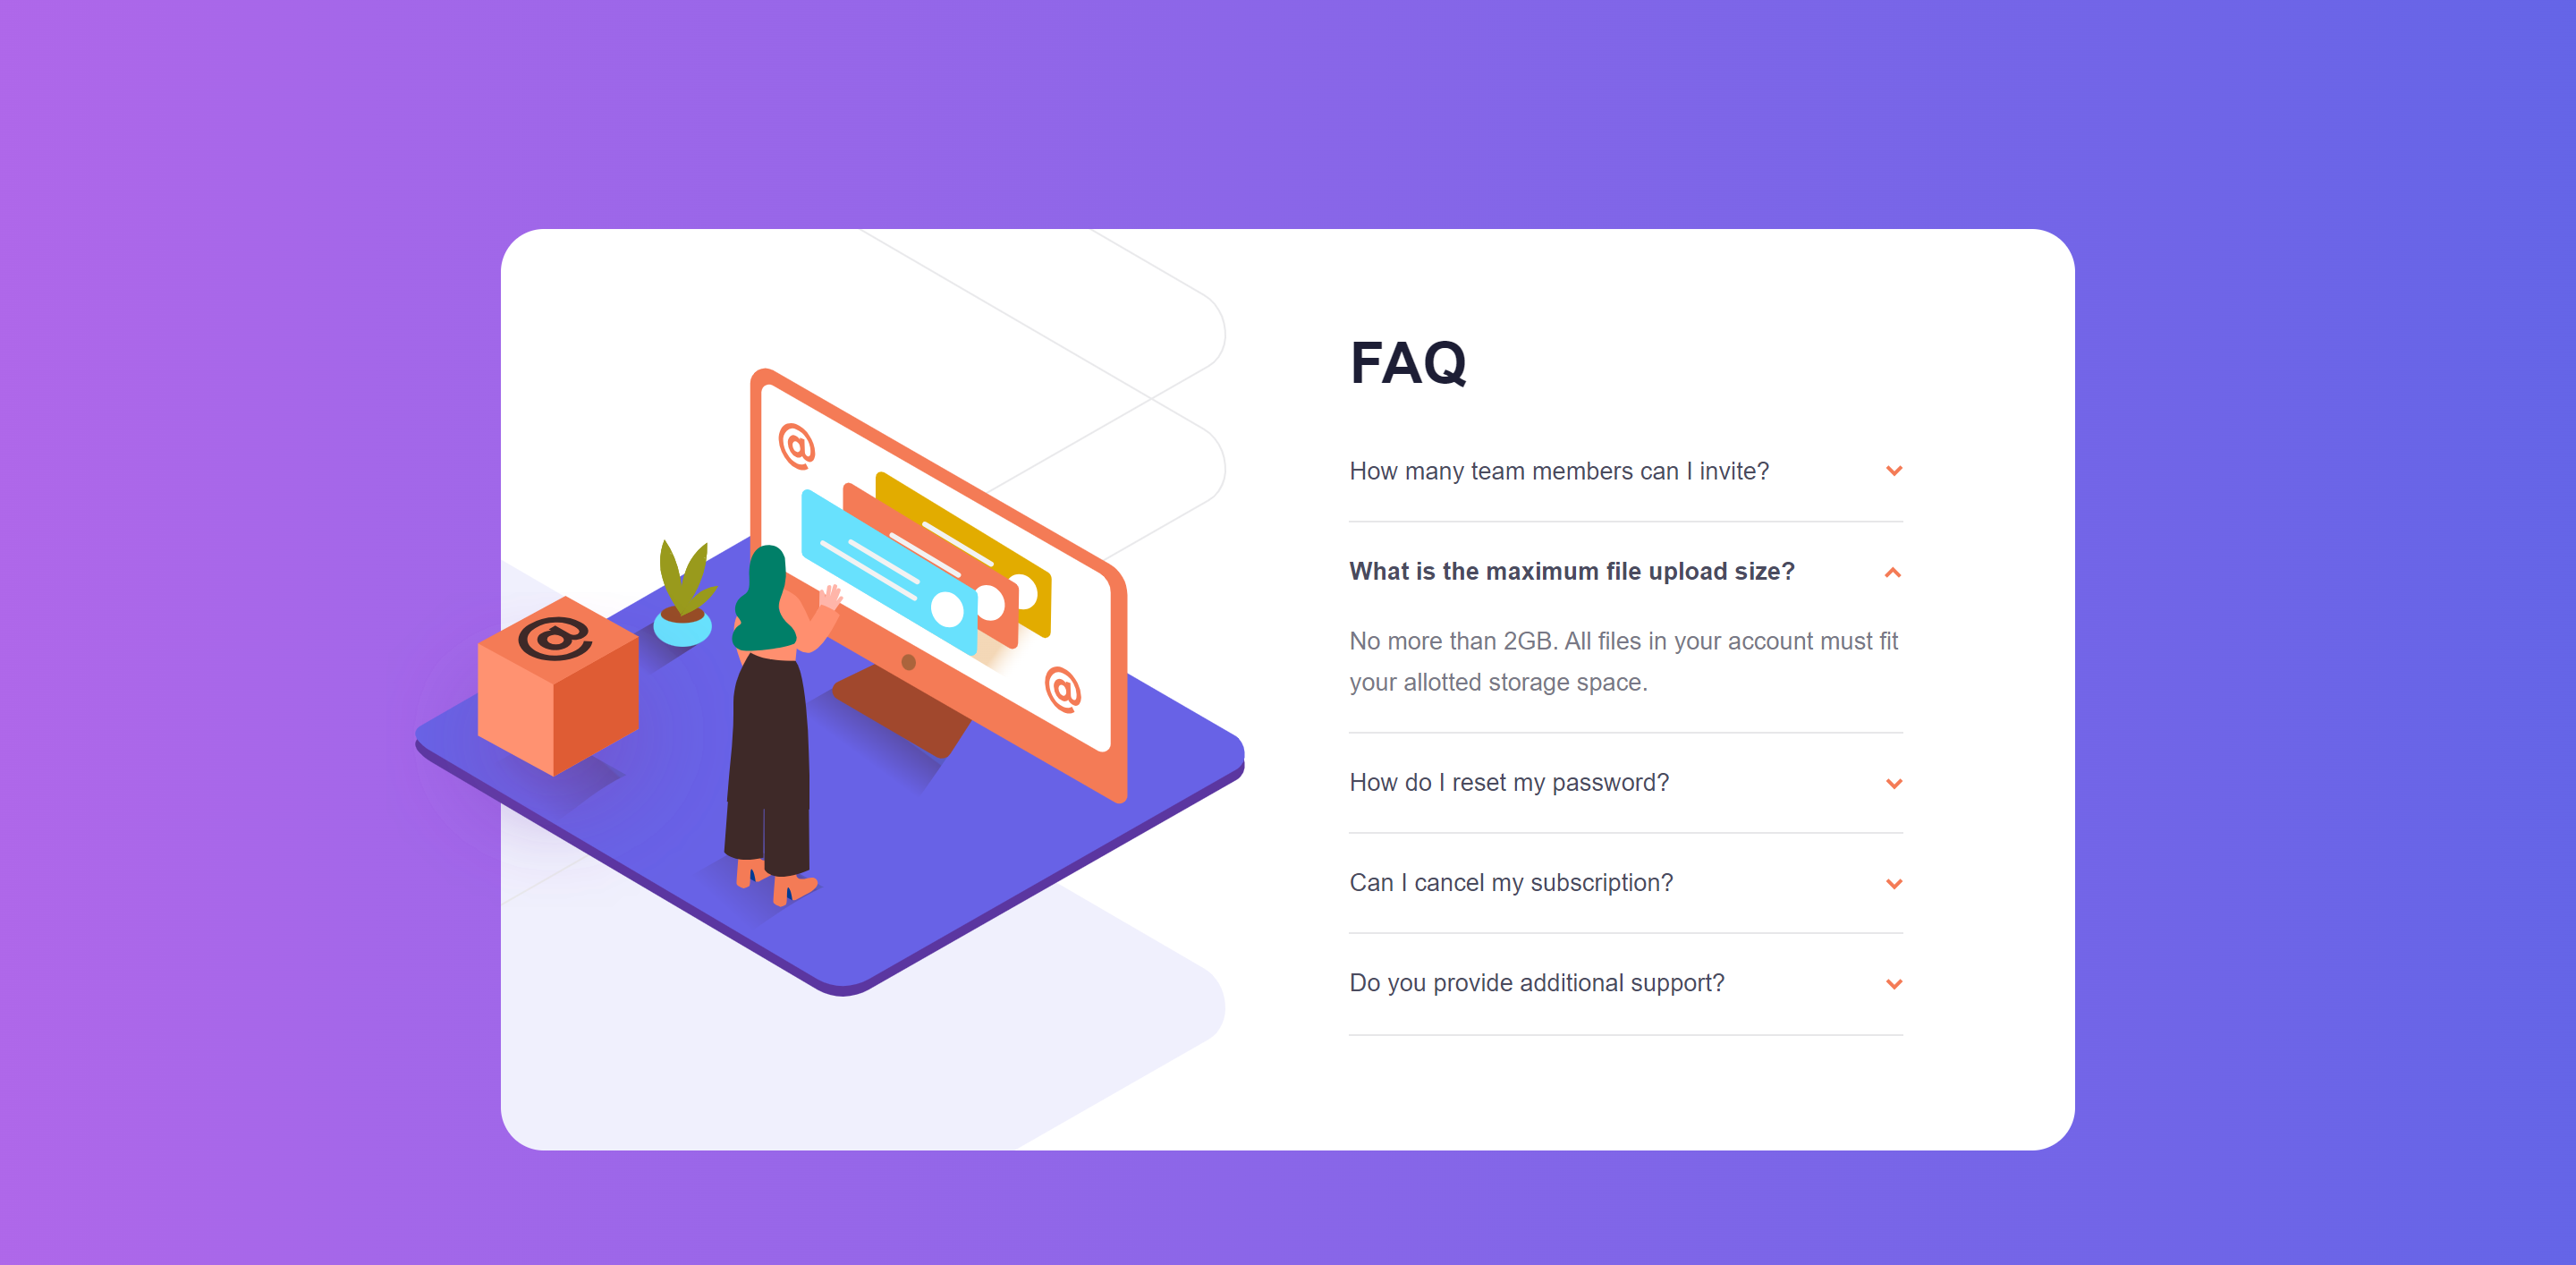 FAQ
How many team members can I invite?
What is the maximum file upload size?
No more than 2GB. All files in your account must fit
your allotted storage space.
How do I reset my password?
Can I cancel my subscription?
Do you provide additional support?
@
@
@